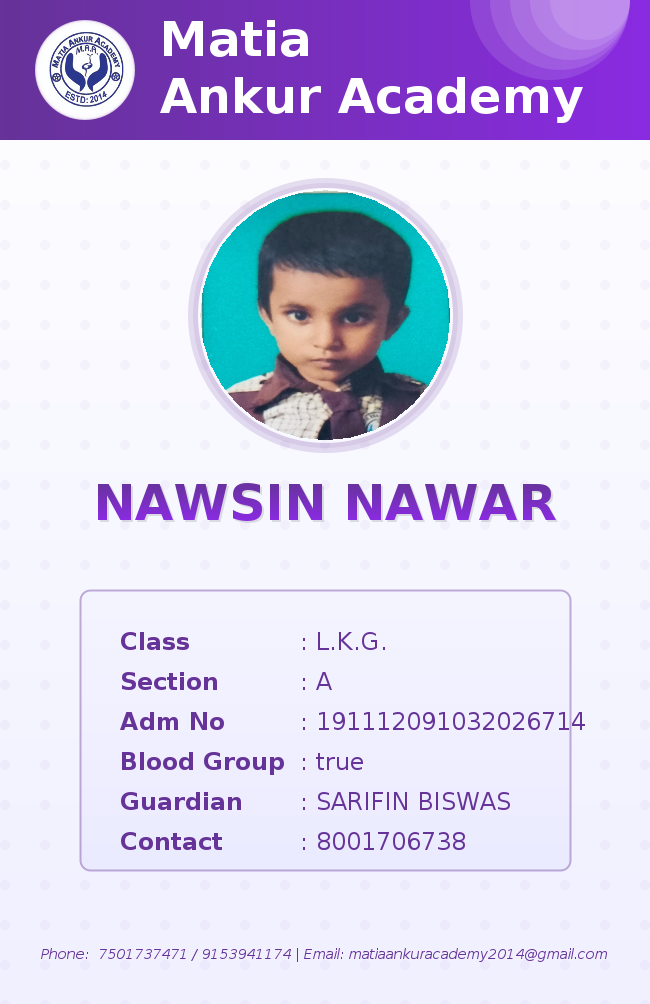 MATIA ANKUR ACADEMY
M.A.A.
ESTD: 2014
Matia
Ankur Academy
NAWSIN NAWAR
Class : L.K.G.
Section : A
Adm No : 191112091032026714
Blood Group : true
Guardian : SARIFIN BISWAS
Contact : 8001706738
Phone: 7501737471 / 9153941174 | Email: matiaankuracademy2014@gmail.com